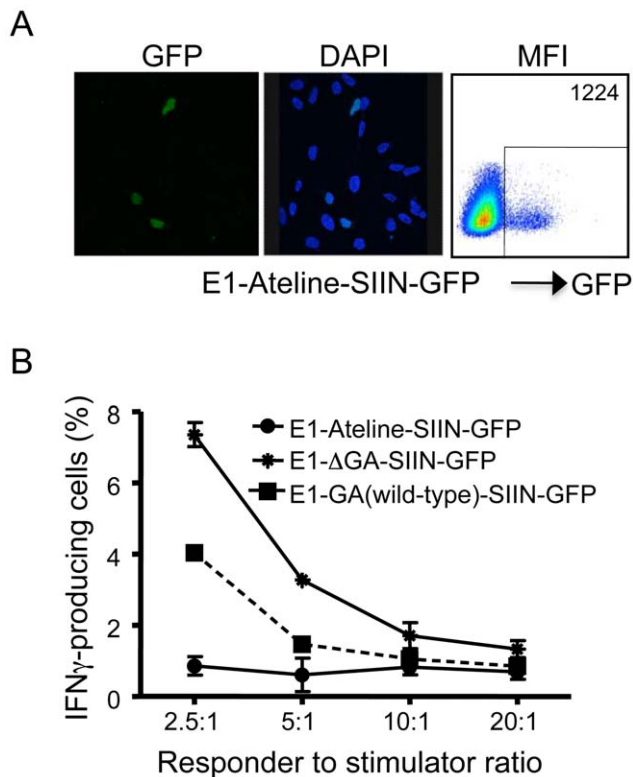 A
GFP DAPI MFI
1224
E1-Ateline-SIIN-GFP → GFP
B
8
6
4
2
0
IFNγ-producing cells (%)
E1-Ateline-SIIN-GFP
E1-ΔGA-SIIN-GFP
E1-GA(wild-type)-SIIN-GFP
2.5:1 5:1 10:1 20:1
Responder to stimulator ratio